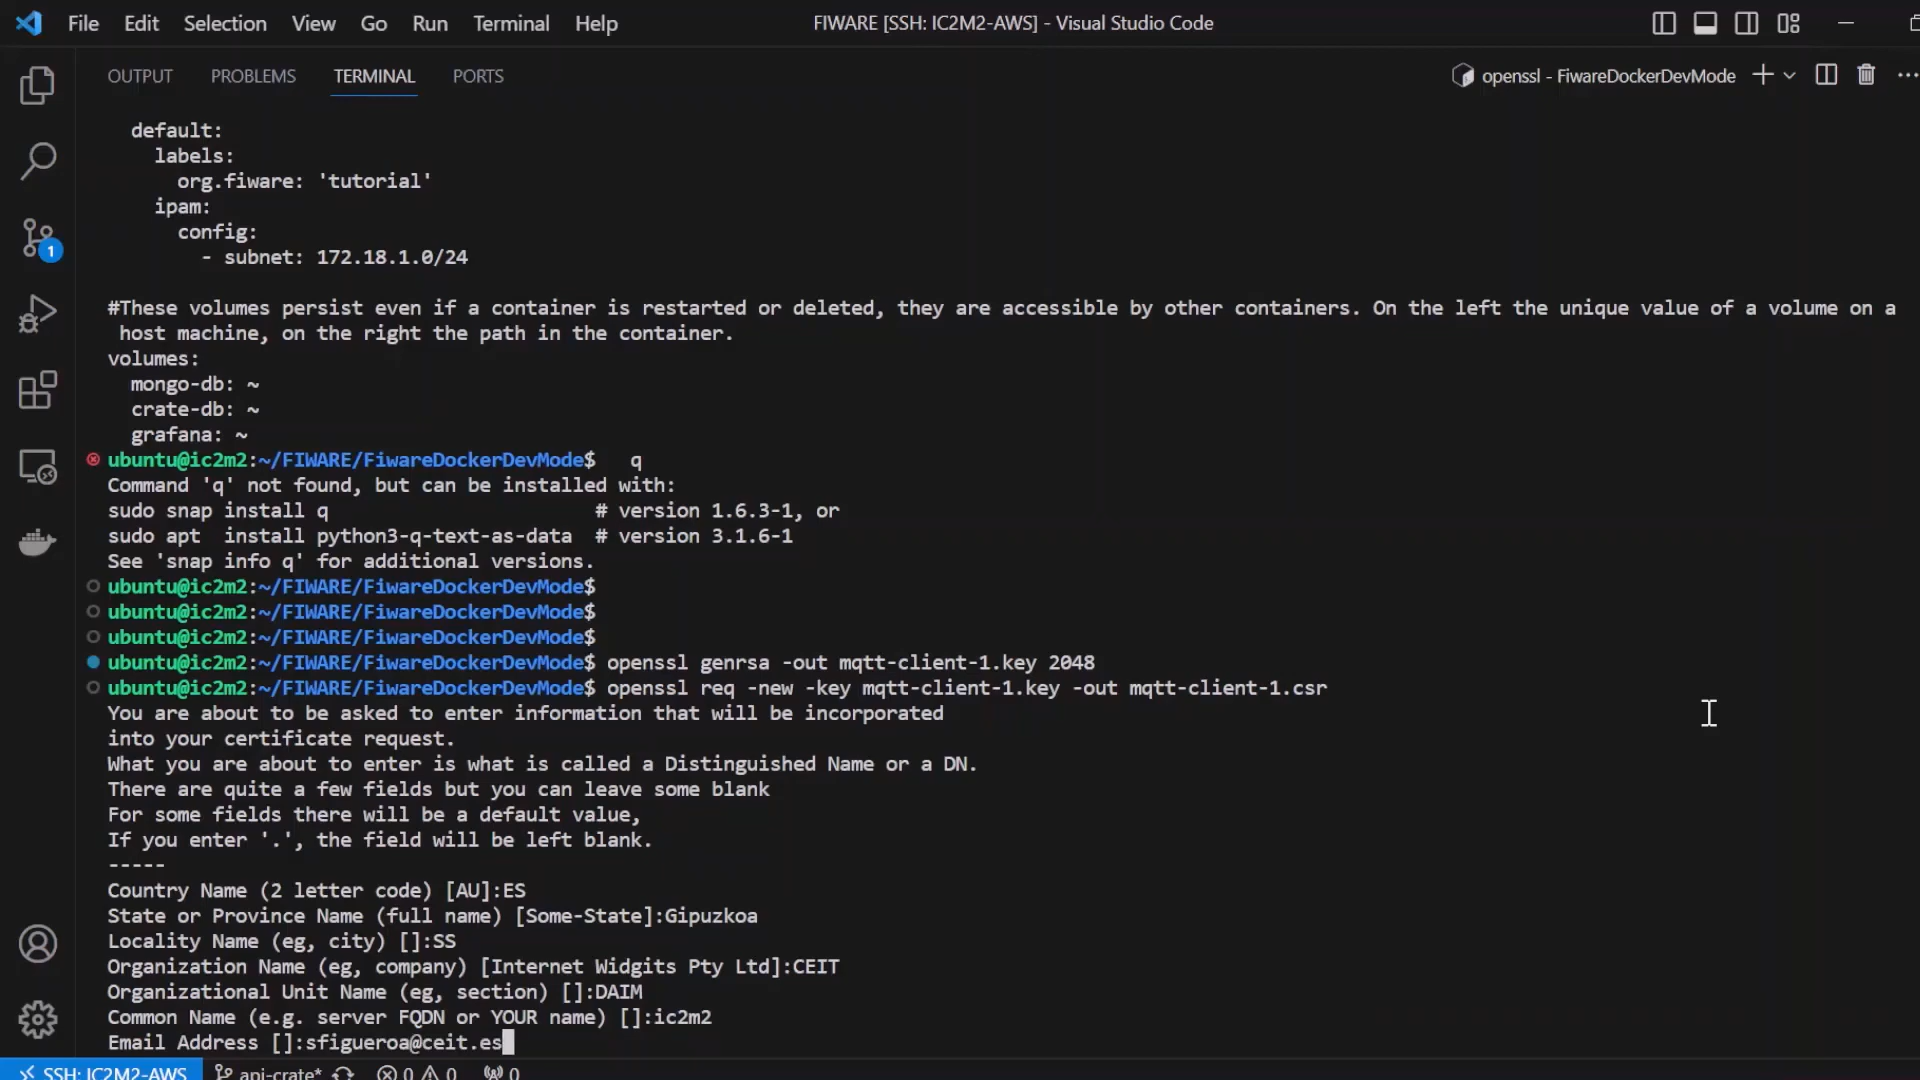 File Edit Selection View Go Run Terminal Help FIWARE [SSH: IC2M2-AWS] - Visual Studio Code
OUTPUT PROBLEMS TERMINAL PORTS openssl - FiwareDockerDevMode
default:
labels:
org.fiware: 'tutorial'
ipam:
config:
- subnet: 172.18.1.0/24
#These volumes persist even if a container is restarted or deleted, they are accessible by other containers. On the left the unique value of a volume on a
host machine, on the right the path in the container.
volumes:
mongo-db: ~
crate-db: ~
grafana: ~
ubuntu@ic2m2:~/FIWARE/FiwareDockerDevMode$ q
Command 'q' not found, but can be installed with:
sudo snap install q # version 1.6.3-1, or
sudo apt install python3-q-text-as-data # version 3.1.6-1
See 'snap info q' for additional versions.
ubuntu@ic2m2:~/FIWARE/FiwareDockerDevMode$
ubuntu@ic2m2:~/FIWARE/FiwareDockerDevMode$
ubuntu@ic2m2:~/FIWARE/FiwareDockerDevMode$
ubuntu@ic2m2:~/FIWARE/FiwareDockerDevMode$ openssl genrsa -out mqtt-client-1.key 2048
ubuntu@ic2m2:~/FIWARE/FiwareDockerDevMode$ openssl req -new -key mqtt-client-1.key -out mqtt-client-1.csr
You are about to be asked to enter information that will be incorporated
into your certificate request.
What you are about to enter is what is called a Distinguished Name or a DN.
There are quite a few fields but you can leave some blank
For some fields there will be a default value,
If you enter '.', the field will be left blank.
-----
Country Name (2 letter code) [AU]:ES
State or Province Name (full name) [Some-State]:Gipuzkoa
Locality Name (eg, city) []:SS
Organization Name (eg, company) [Internet Widgits Pty Ltd]:CEIT
Organizational Unit Name (eg, section) []:DAIM
Common Name (e.g. server FQDN or YOUR name) []:ic2m2
Email Address []:sfigueroa@ceit.es
1
SSH: IC2M2-AWS api-crate* 0 0 0